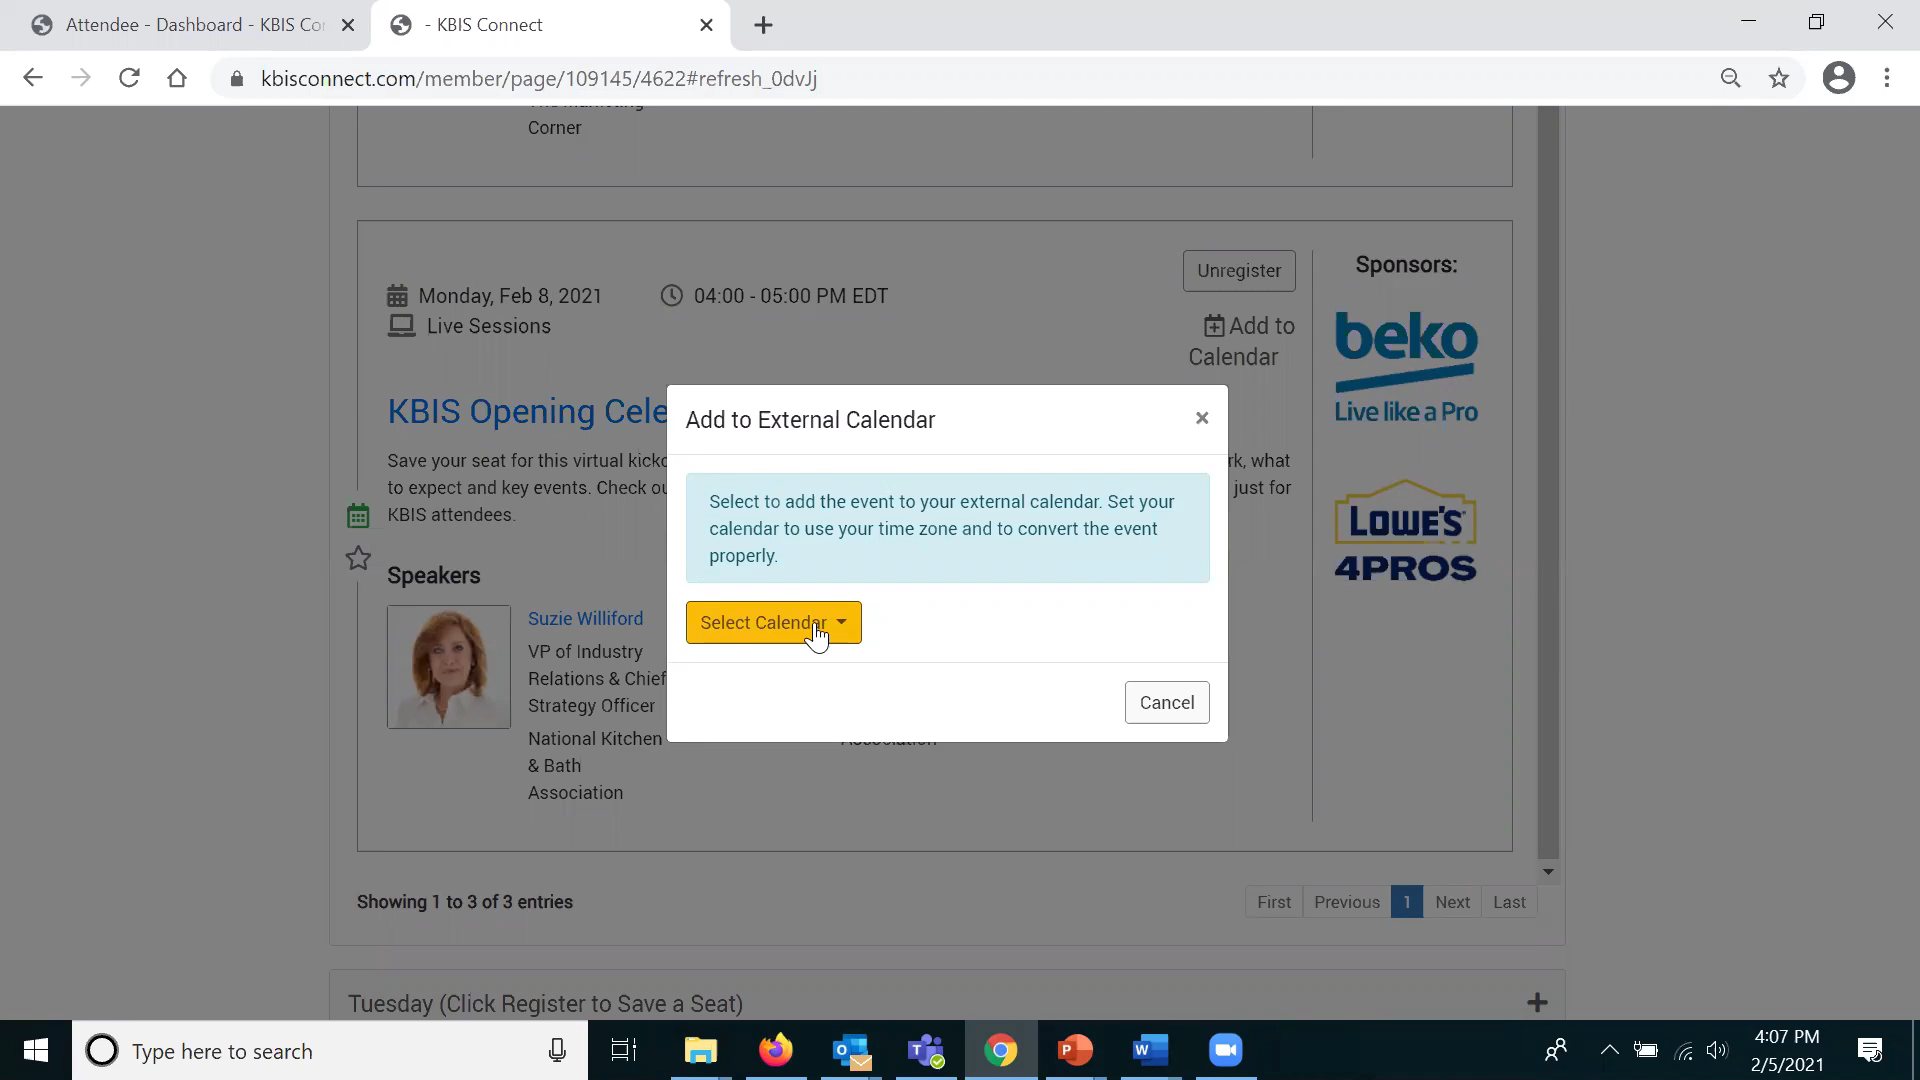 Attendee - Dashboard - KBIS Co
- KBIS Connect
kbisconnect.com/member/page/109145/4622#refresh_0dvJj
Corner
Monday, Feb 8, 2021
04:00 - 05:00 PM EDT
Live Sessions
Unregister
Add to
Calendar
Sponsors:
beko
Live like a Pro
LOWE'S
4PROS
KBIS Opening Cele
Save your seat for this virtual kick
rk, what
to expect and key events. Check ou
just for
KBIS attendees.
Speakers
Suzie Williford
VP of Industry
Relations & Chief
Strategy Officer
National Kitchen
& Bath
Association
Add to External Calendar
×
Select to add the event to your external calendar. Set your
calendar to use your time zone and to convert the event
properly.
Select Calendar
Cancel
Showing 1 to 3 of 3 entries
First
Previous
1
Next
Last
Tuesday (Click Register to Save a Seat)
Type here to search
4:07 PM
2/5/2021